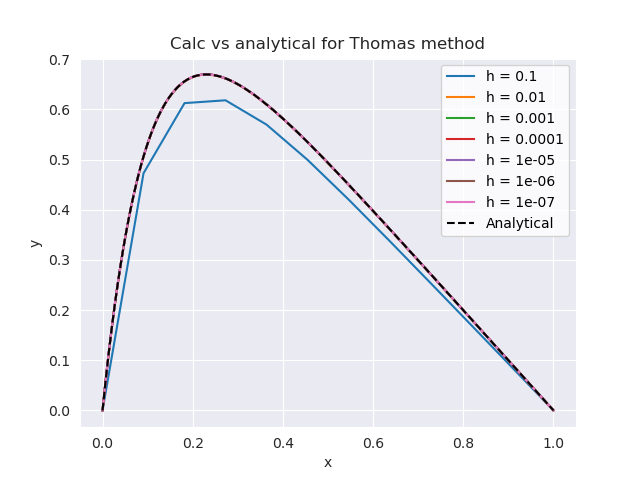 Calc vs analytical for Thomas method
h = 0.1
h = 0.01
h = 0.001
h = 0.0001
h = 1e-05
h = 1e-06
h = 1e-07
Analytical
0.7
0.6
0.5
0.4
0.3
0.2
0.1
0.0
y
0.0 0.2 0.4 0.6 0.8 1.0
x